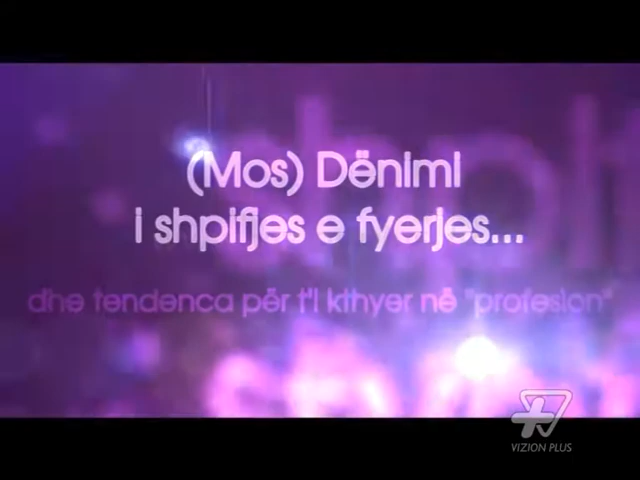 (Mos) Dënimi
i shpifjes e fyerjes...
dhe tendenca për t'i kthyer në "profesion"
VIZION PLUS